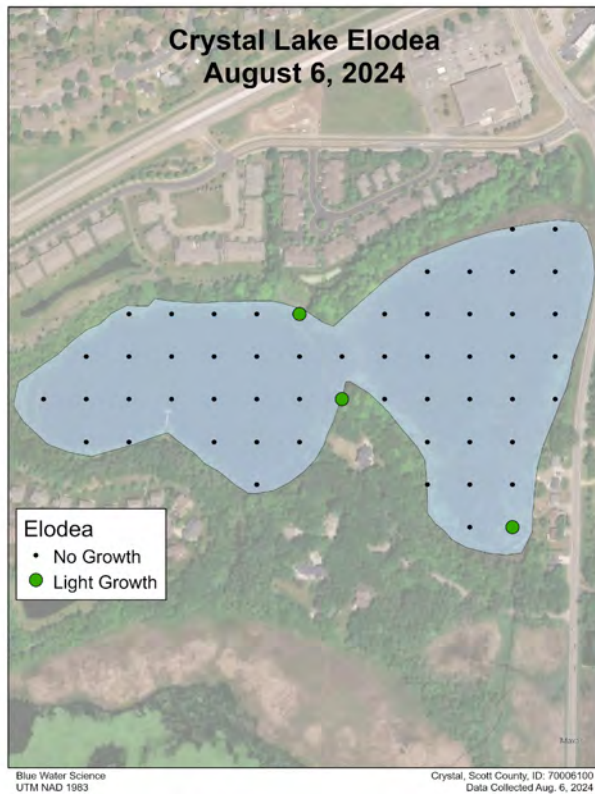 Crystal Lake Elodea
August 6, 2024
Elodea
No Growth
Light Growth
Blue Water Science
UTM NAD 1983
Crystal, Scott County, ID: 70006100
Data Collected Aug. 6, 2024